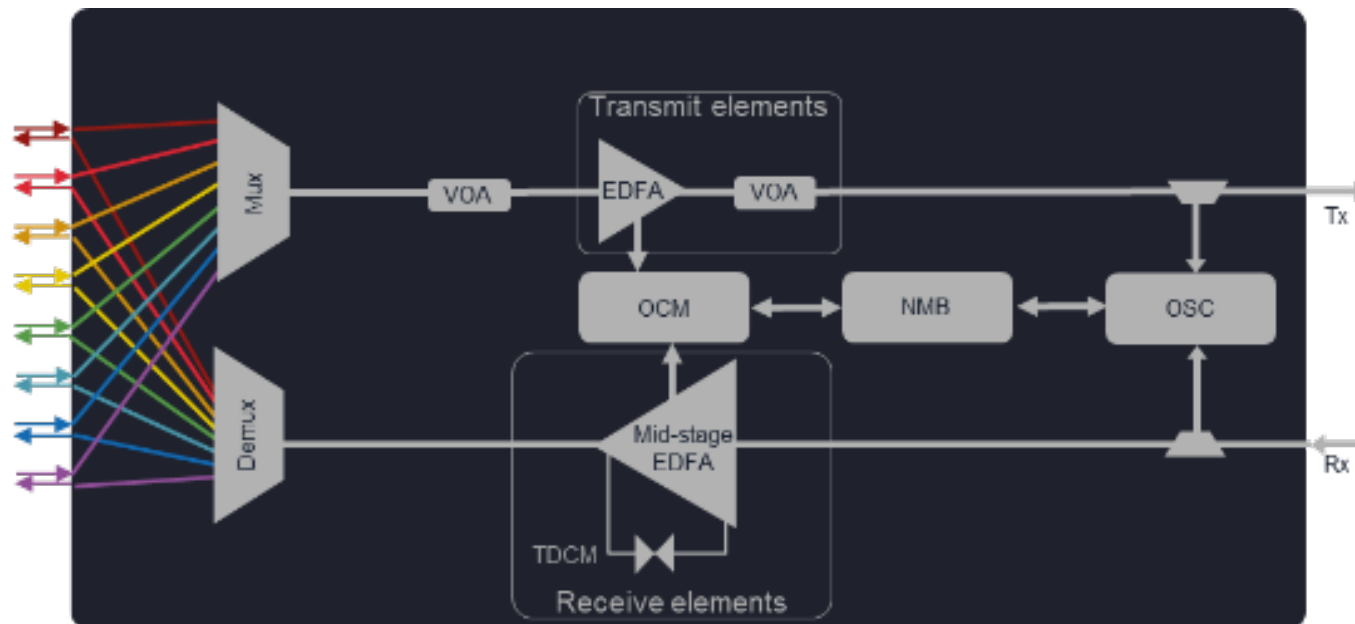 Transmit elements
Mux
VOA
EDFA
VOA
Tx
OCM
NMB
OSC
Demux
Mid-stage
EDFA
Rx
TDCM
Receive elements